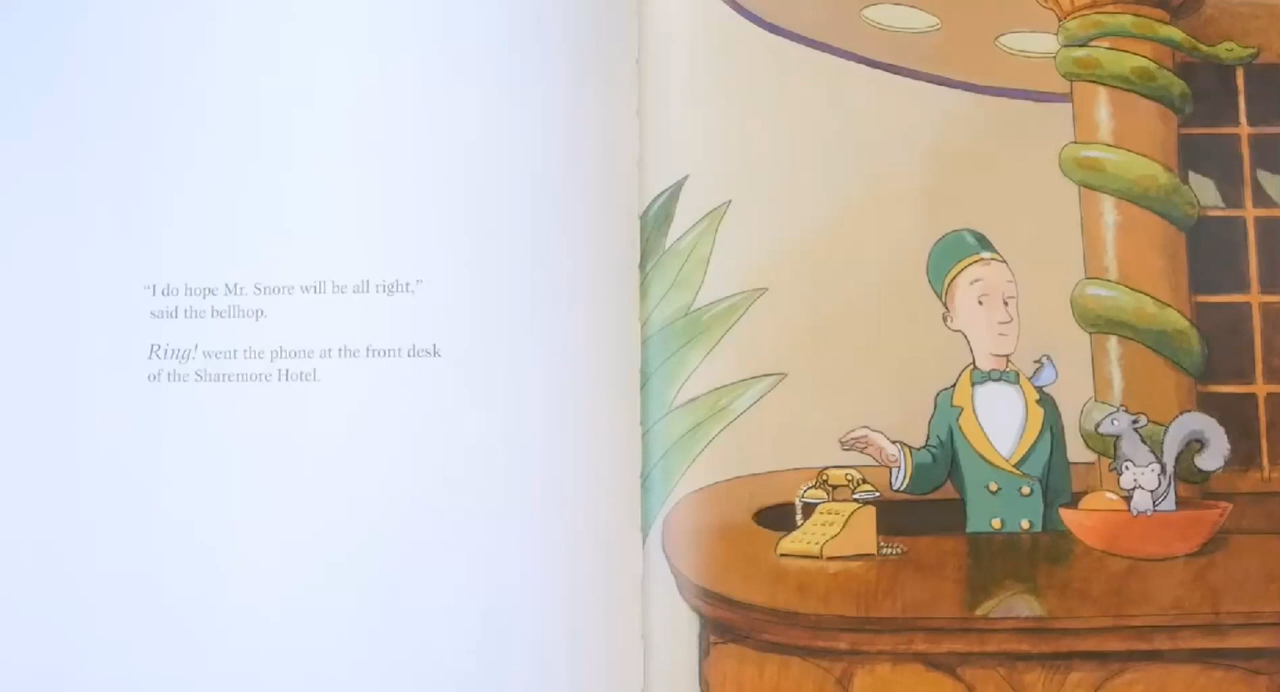 “I do hope Mr. Snore will be all right,”
said the bellhop.
Ring! went the phone at the front desk
of the Sharemore Hotel.